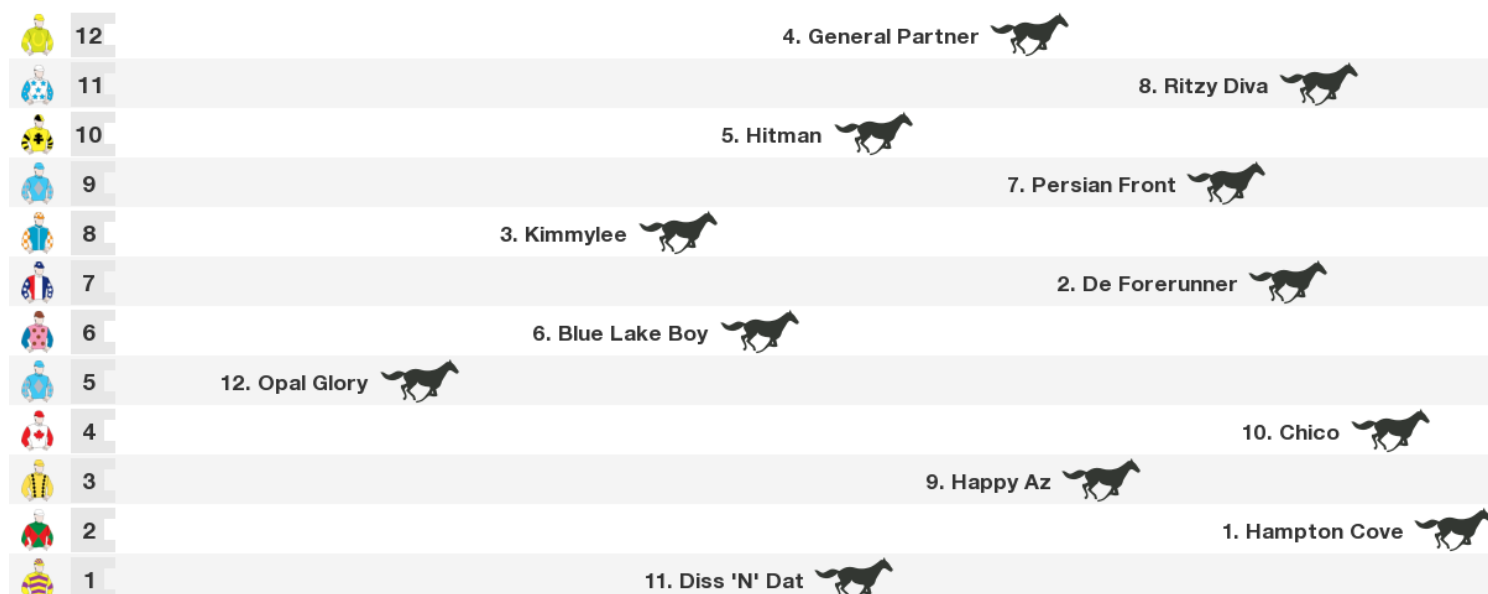 12 4. General Partner
11 8. Ritzy Diva
10 5. Hitman
9 7. Persian Front
8 3. Kimmylee
7 2. De Forerunner
6 6. Blue Lake Boy
5 12. Opal Glory
4 10. Chico
3 9. Happy Az
2 1. Hampton Cove
1 11. Diss 'N' Dat